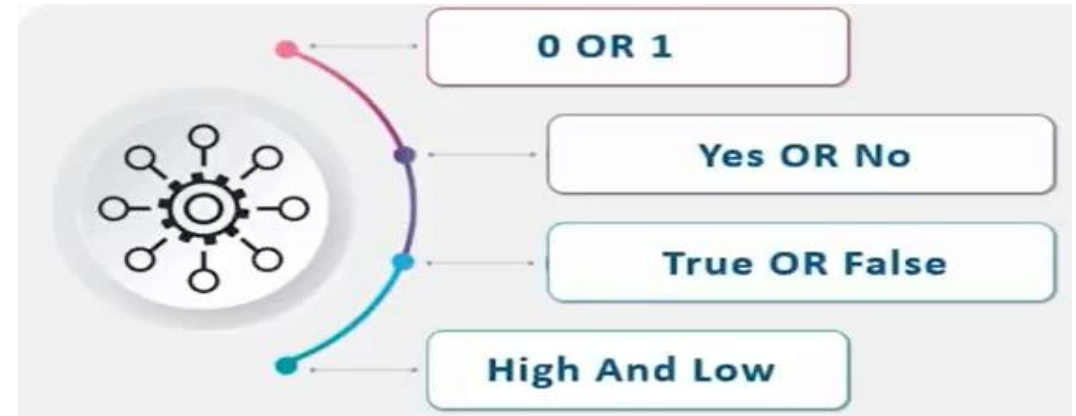 0 OR 1
Yes OR No
True OR False
High And Low